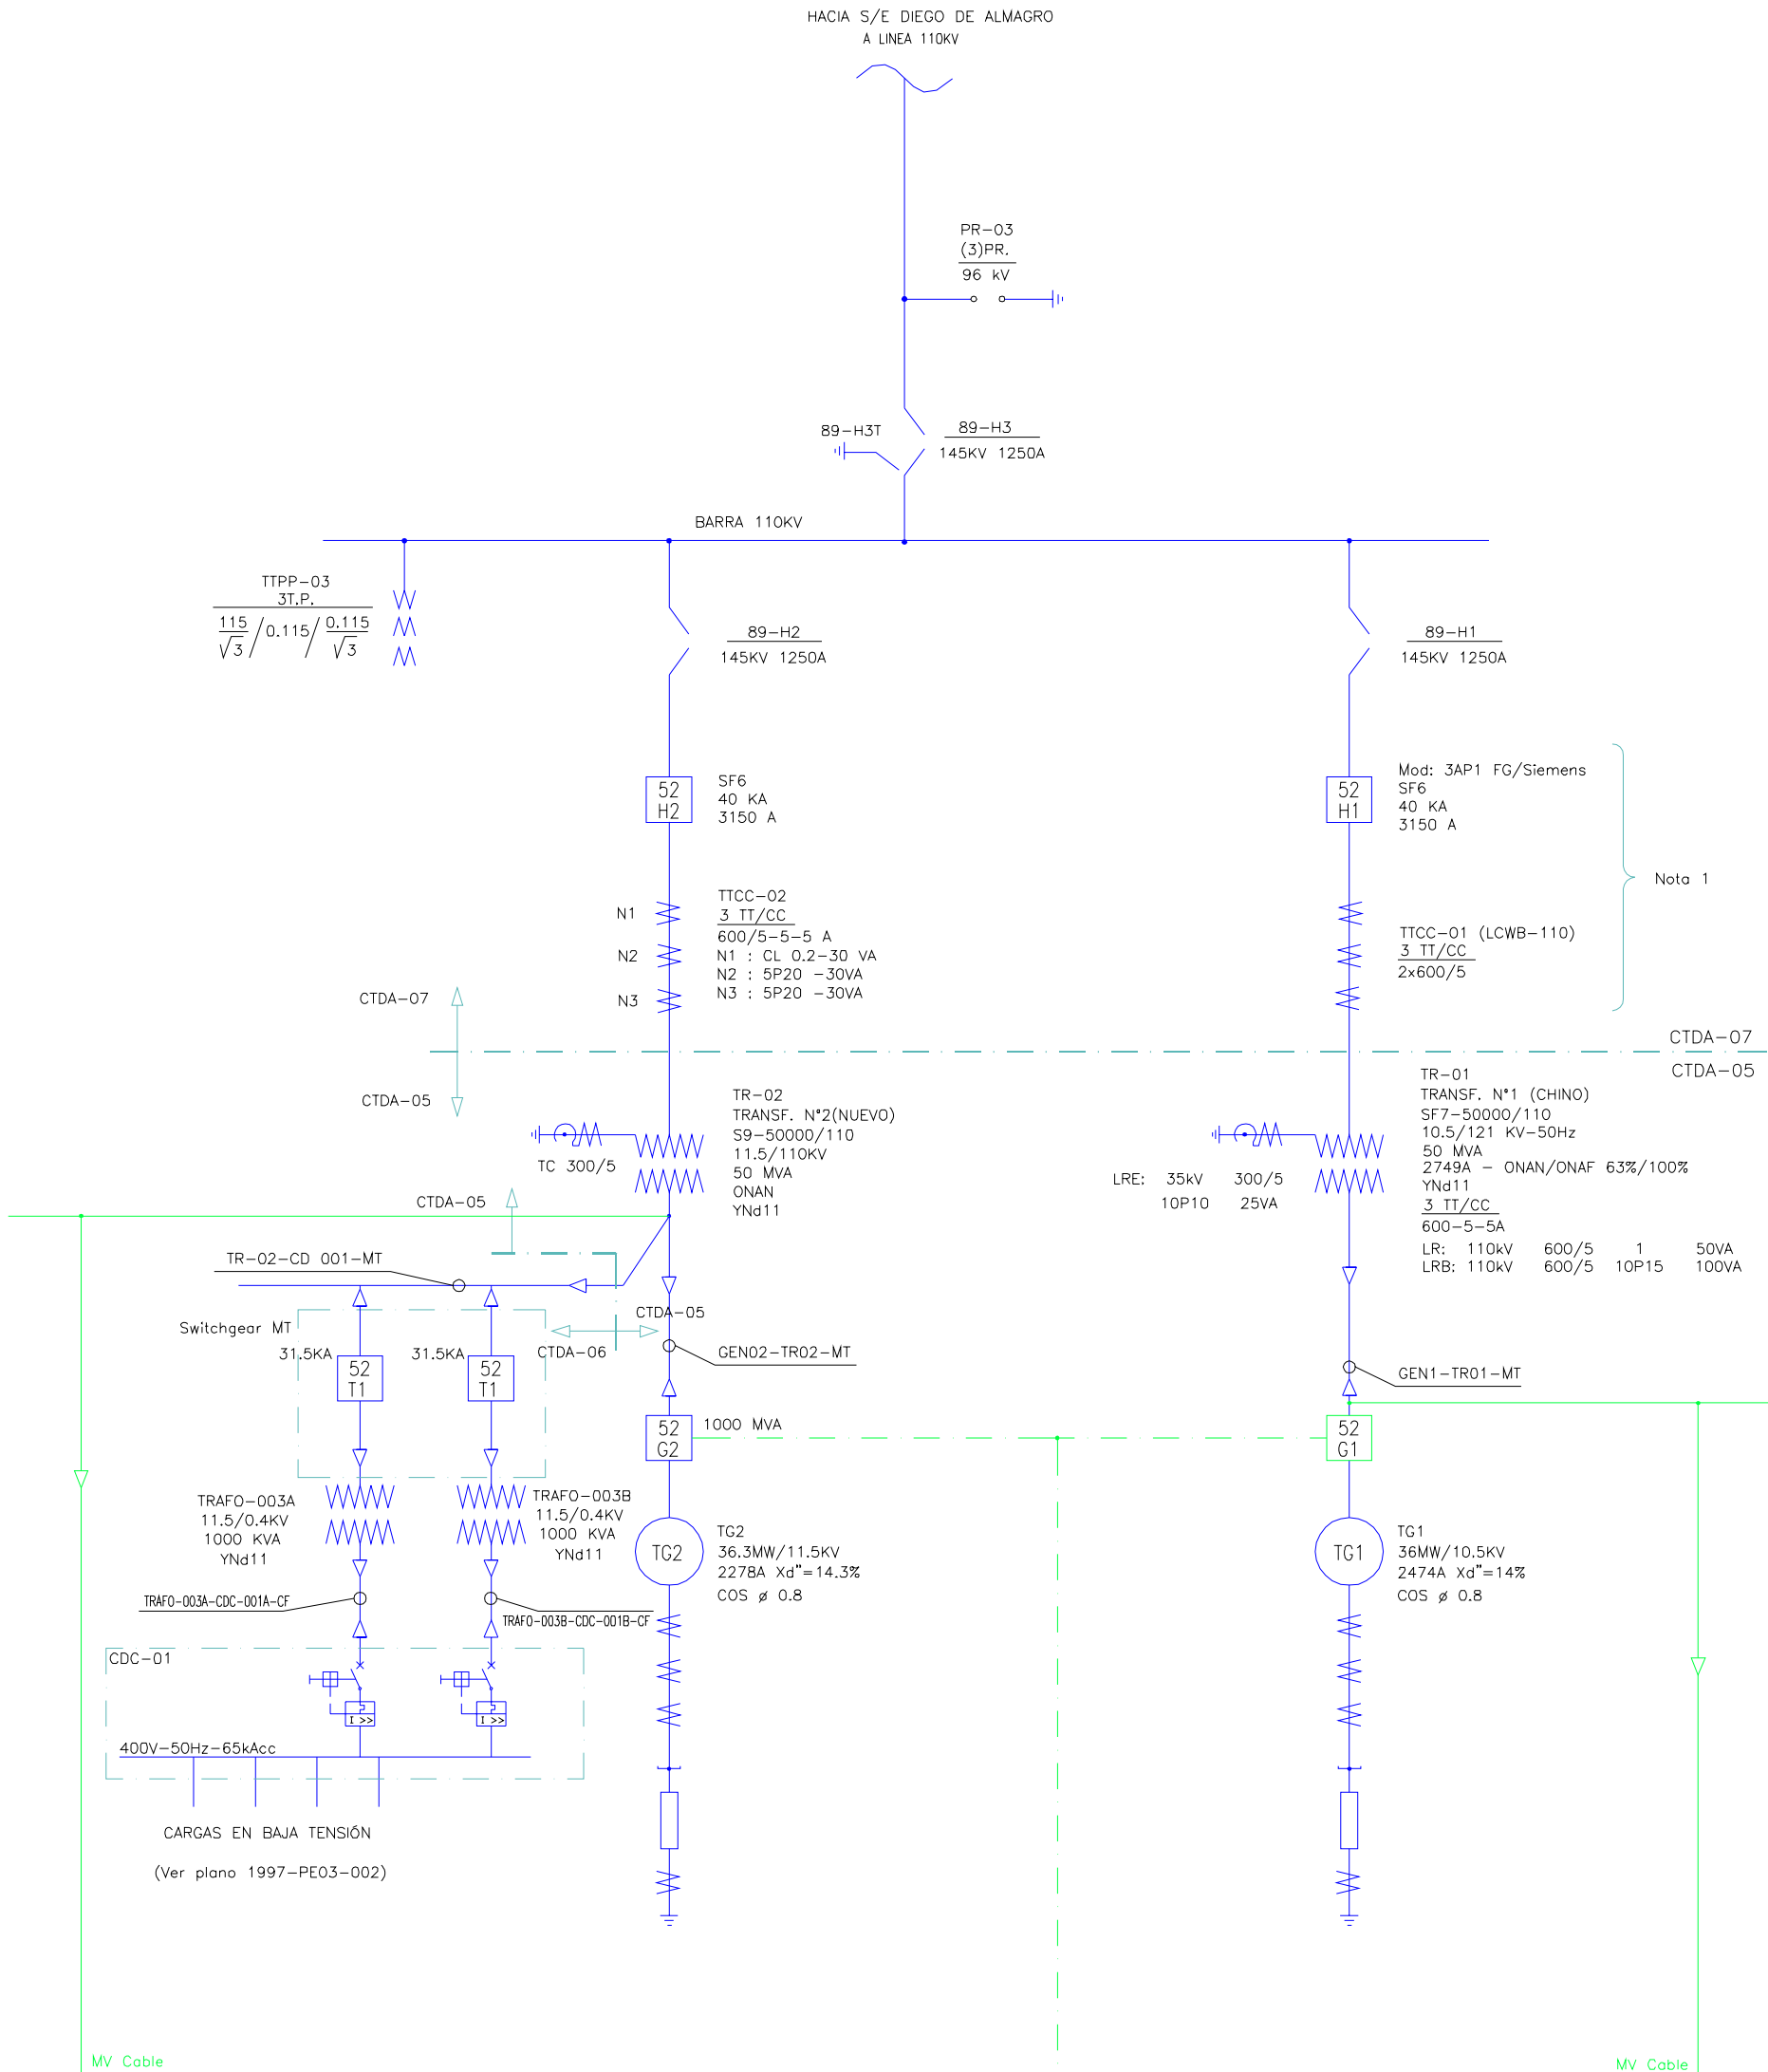 HACIA S/E DIEGO DE ALMAGRO
A LINEA 110KV
PR-03
(3)PR.
96 kV
89-H3T
89-H3
145KV 1250A
BARRA 110KV
TTPP-03
3T.P.
115/√3 / 0.115 / 0.115/√3
89-H2
145KV 1250A
89-H1
145KV 1250A
52
H2
SF6
40 KA
3150 A
52
H1
Mod: 3AP1 FG/Siemens
SF6
40 KA
3150 A
Nota 1
N1
N2
N3
TTCC-02
3 TT/CC
600/5-5-5 A
N1 : CL 0.2-30 VA
N2 : 5P20 -30VA
N3 : 5P20 -30VA
TTCC-01 (LCWB-110)
3 TT/CC
2x600/5
CTDA-07
CTDA-05
CTDA-07
CTDA-05
TR-02
TRANSF. N°2(NUEVO)
S9-50000/110
11.5/110KV
50 MVA
ONAN
YNd11
TC 300/5
TR-01
TRANSF. N°1 (CHINO)
SF7-50000/110
10.5/121 KV-50Hz
50 MVA
2749A - ONAN/ONAF 63%/100%
YNd11
3 TT/CC
600-5-5A
LR: 110kV 600/5 1 50VA
LRB: 110kV 600/5 10P15 100VA
LRE: 35kV 300/5
10P10 25VA
CTDA-05
TR-02-CD 001-MT
Switchgear MT
CTDA-05
CTDA-06
31.5KA
52
T1
31.5KA
52
T1
GEN02-TR02-MT
GEN1-TR01-MT
52
G2
1000 MVA
52
G1
TRAFO-003A
11.5/0.4KV
1000 KVA
YNd11
TRAFO-003B
11.5/0.4KV
1000 KVA
YNd11
TG2
TG2
36.3MW/11.5KV
2278A Xd"=14.3%
COS ø 0.8
TG1
TG1
36MW/10.5KV
2474A Xd"=14%
COS ø 0.8
TRAFO-003A-CDC-001A-CF
TRAFO-003B-CDC-001B-CF
CDC-01
I >>
I >>
400V-50Hz-65kAcc
CARGAS EN BAJA TENSIÓN
(Ver plano 1997-PE03-002)
MV Cable
MV Cable